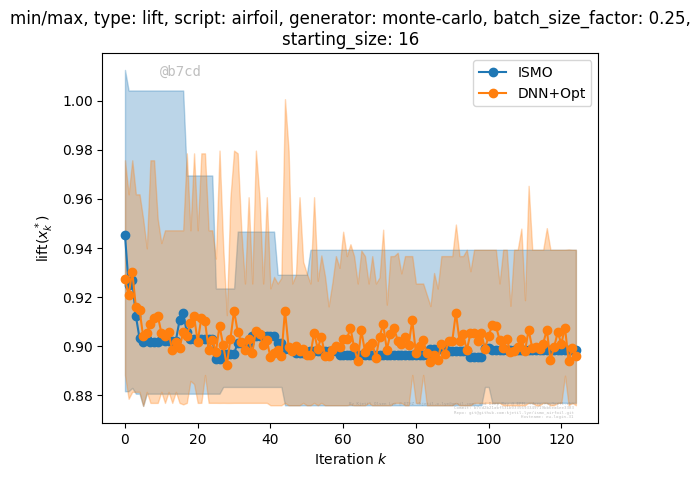 min/max, type: lift, script: airfoil, generator: monte-carlo, batch_size_factor: 0.25,
starting_size: 16
@b7cd
ISMO
DNN+Opt
1.00
0.98
0.96
0.94
0.92
0.90
0.88
lift(x_k^*)
0
20
40
60
80
100
120
Iteration k